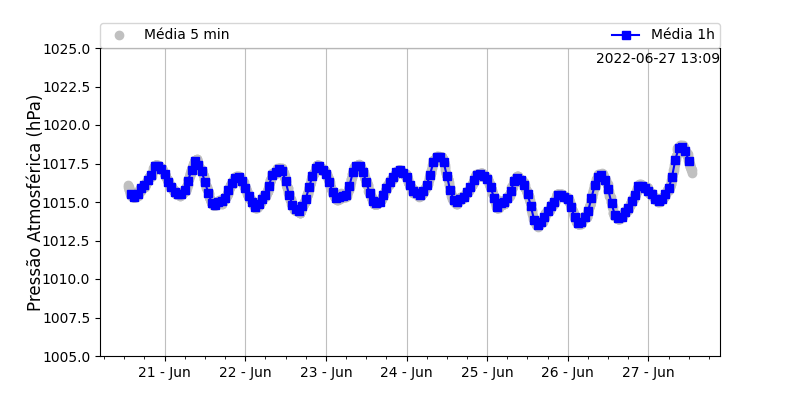 Média 5 min
Média 1h
2022-06-27 13:09
Pressão Atmosférica (hPa)
1025.0
1022.5
1020.0
1017.5
1015.0
1012.5
1010.0
1007.5
1005.0
21 - Jun
22 - Jun
23 - Jun
24 - Jun
25 - Jun
26 - Jun
27 - Jun